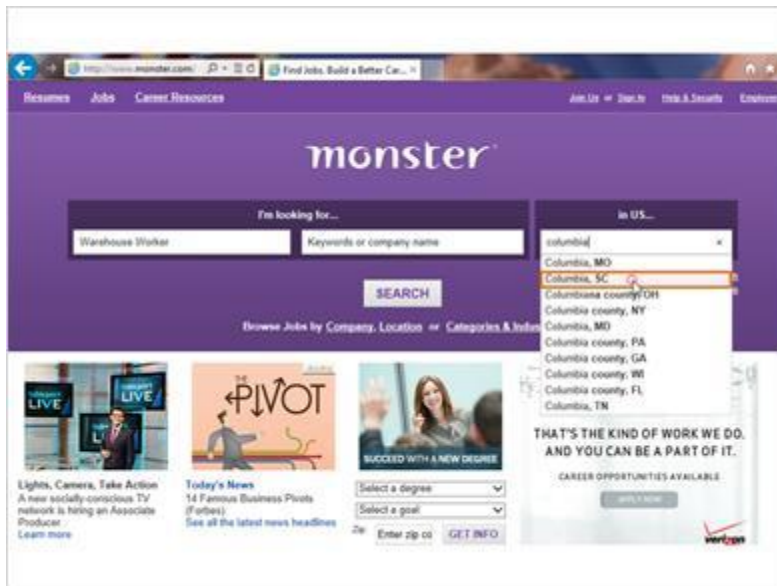 http://www.monster.com/
Find Jobs. Build a Better Car...
Resumes Jobs Career Resources
Join Us or Sign In Help & Security
monster
I'm looking for...
in US...
Warehouse Worker
Keywords or company name
columbia
Columbia, MO
Columbia, SC
Columbiana county, OH
Columbia county, NY
Columbia, MD
Columbia county, PA
Columbia county, GA
Columbia county, WI
Columbia county, FL
Columbia, TN
SEARCH
Browse Jobs by Company, Location or Categories & Indus
LIVE
LIVE
THE
PIVOT
SUCCEED WITH A NEW DEGREE
THAT'S THE KIND OF WORK WE DO.
AND YOU CAN BE A PART OF IT.
CAREER OPPORTUNITIES AVAILABLE
APPLY NOW
verizon
Lights, Camera, Take Action
A new socially-conscious TV
network is hiring an Associate
Producer
Learn more
Today's News
14 Famous Business Pivots
(Forbes)
See all the latest news headlines
Select a degree
Select a goal
Zip Enter zip co GET INFO